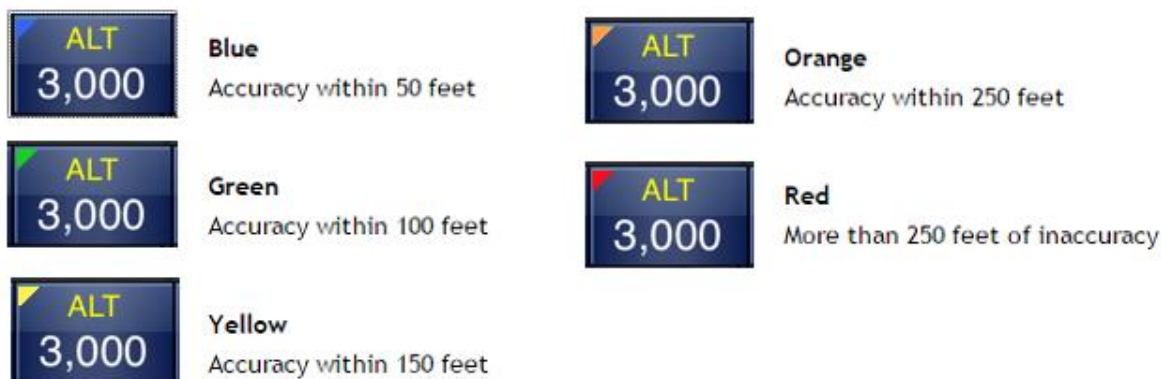 ALT
3,000
Blue
Accuracy within 50 feet
ALT
3,000
Green
Accuracy within 100 feet
ALT
3,000
Yellow
Accuracy within 150 feet
ALT
3,000
Orange
Accuracy within 250 feet
ALT
3,000
Red
More than 250 feet of inaccuracy